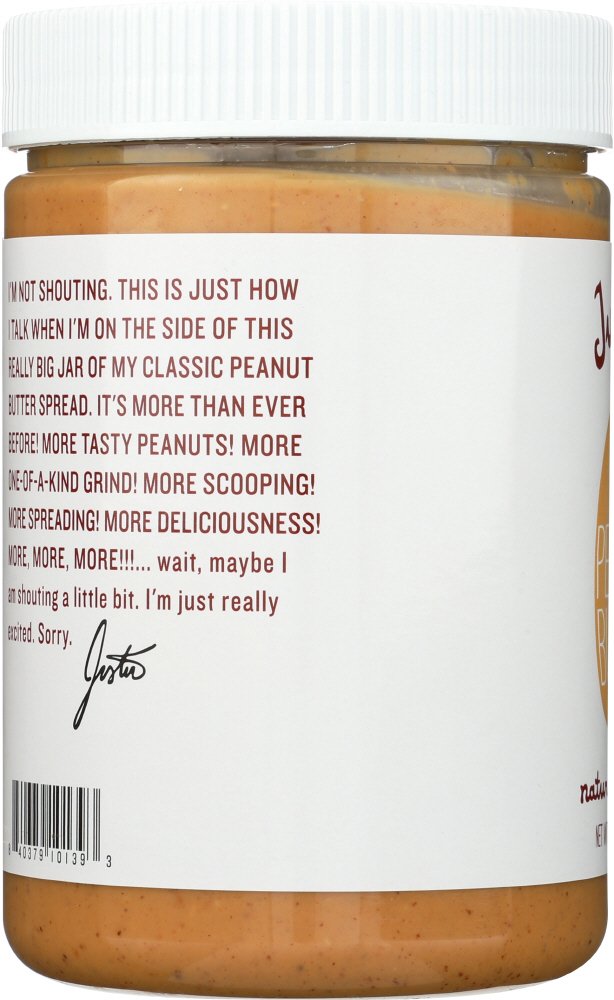 I'M NOT SHOUTING. THIS IS JUST HOW
I TALK WHEN I'M ON THE SIDE OF THIS
REALLY BIG JAR OF MY CLASSIC PEANUT
BUTTER SPREAD. IT'S MORE THAN EVER
BEFORE! MORE TASTY PEANUTS! MORE
ONE-OF-A-KIND GRIND! MORE SCOOPING!
MORE SPREADING! MORE DELICIOUSNESS!
MORE, MORE, MORE!!!... wait, maybe I
am shouting a little bit. I'm just really
excited. Sorry.
Justin
8 40379 10139 3
NET